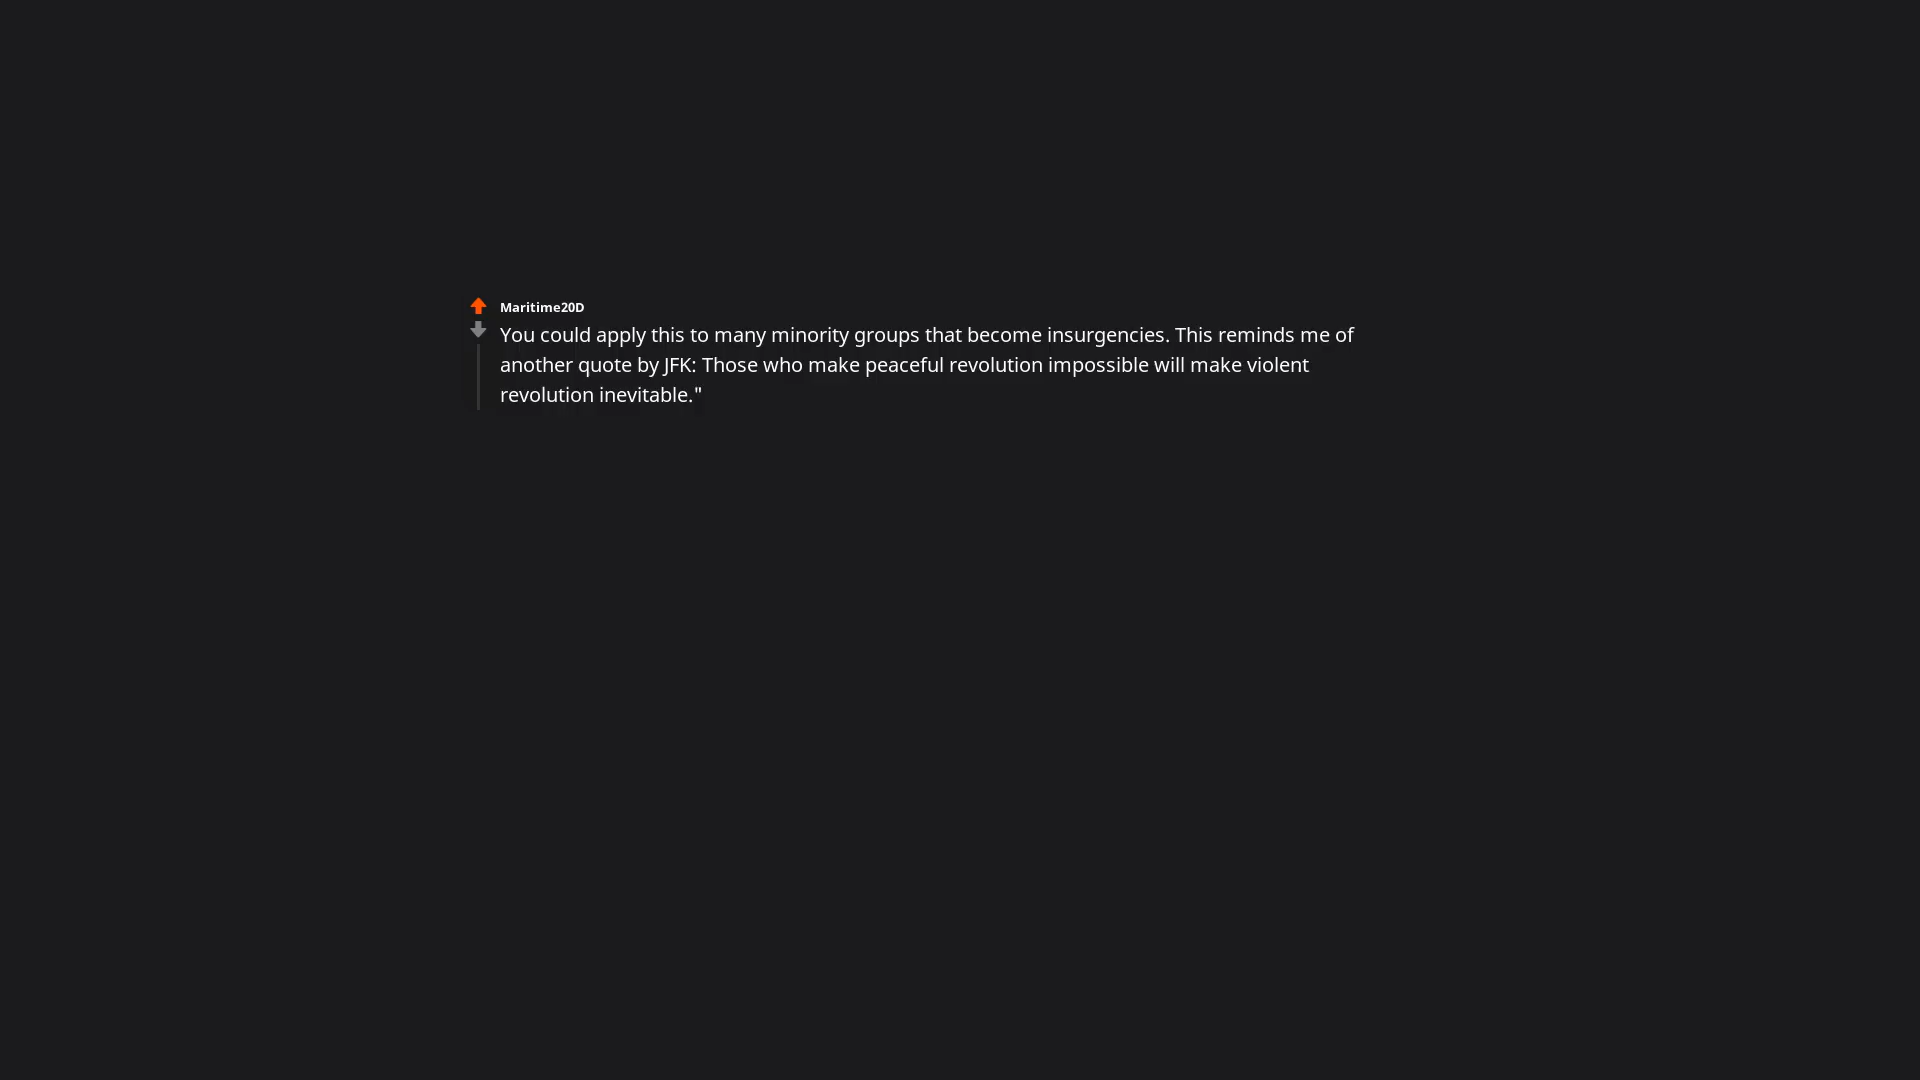 Maritime20D
You could apply this to many minority groups that become insurgencies. This reminds me of
another quote by JFK: Those who make peaceful revolution impossible will make violent
revolution inevitable."